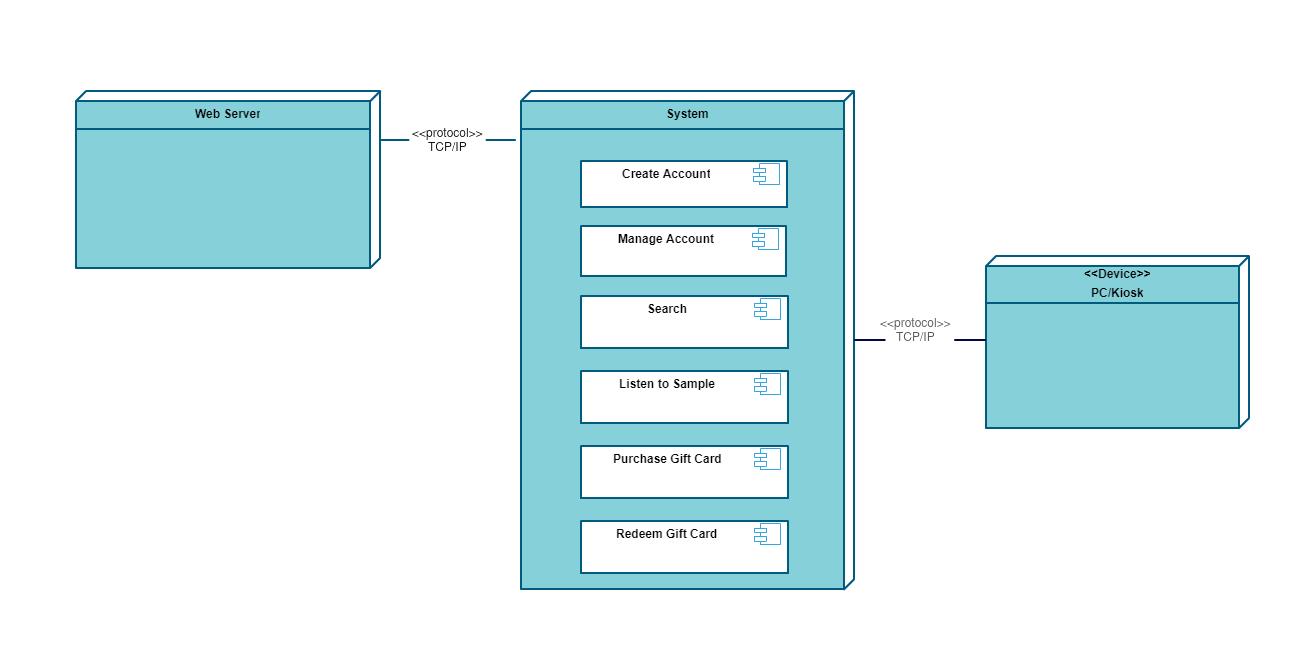 Web Server
<<protocol>>
TCP/IP
System
Create Account
Manage Account
Search
Listen to Sample
Purchase Gift Card
Redeem Gift Card
<<protocol>>
TCP/IP
<<Device>>
PC/Kiosk